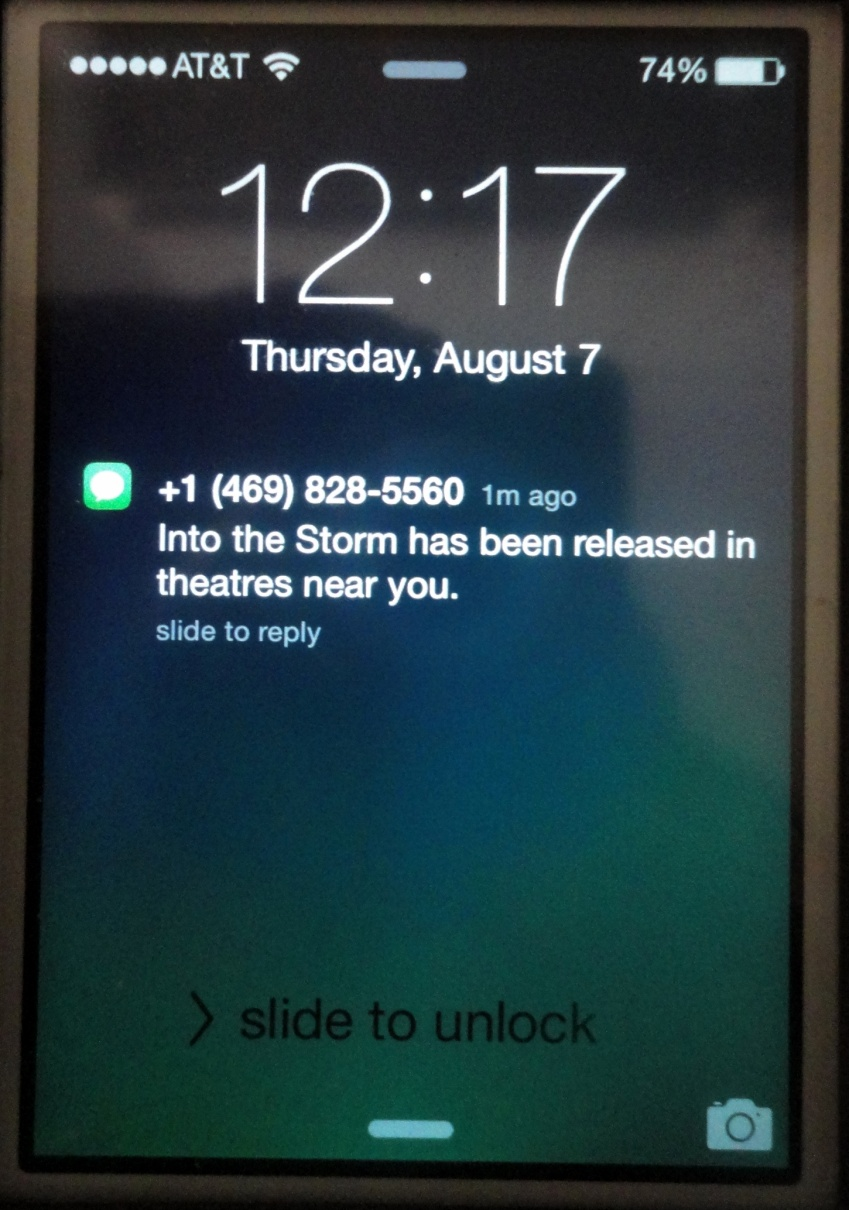 AT&T 74%
12:17
Thursday, August 7
+1 (469) 828-5560 1m ago
Into the Storm has been released in
theatres near you.
slide to reply
> slide to unlock